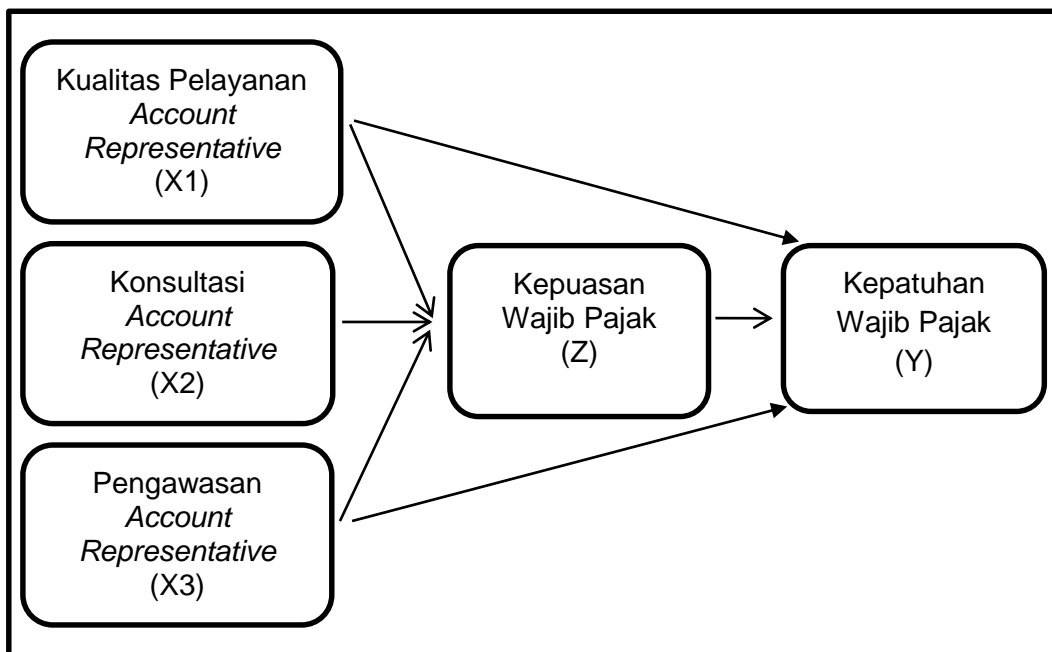 Kualitas Pelayanan
Account
Representative
(X1)
Konsultasi
Account
Representative
(X2)
Pengawasan
Account
Representative
(X3)
Kepuasan
Wajib Pajak
(Z)
Kepatuhan
Wajib Pajak
(Y)